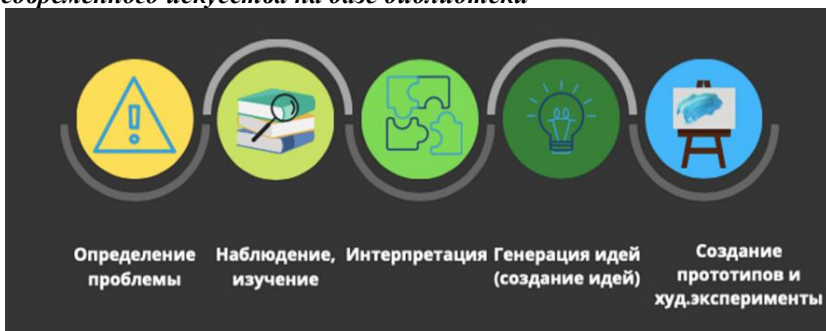 современного искусства на базе библиотеки
Определение
проблемы
Наблюдение,
изучение
Интерпретация
Генерация идей
(создание идей)
Создание
прототипов и
худ.эксперименты